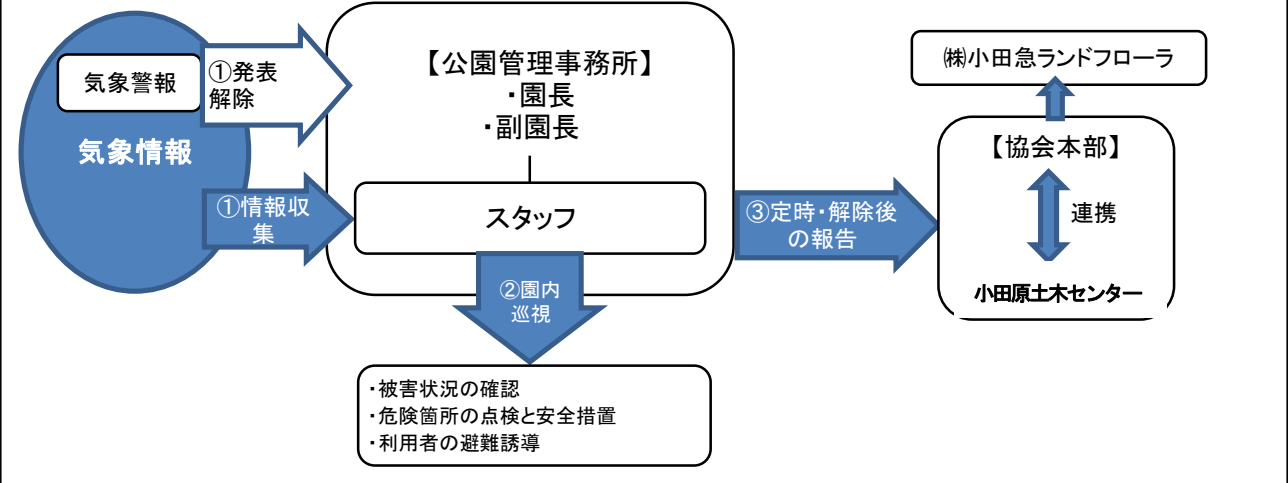 気象警報
気象情報
①発表
解除
①情報収
集
【公園管理事務所】
・園長
・副園長
スタッフ
②園内
巡視
・被害状況の確認
・危険箇所の点検と安全措置
・利用者の避難誘導
③定時・解除後
の報告
㈱小田急ランドフローラ
【協会本部】
連携
小田原土木センター